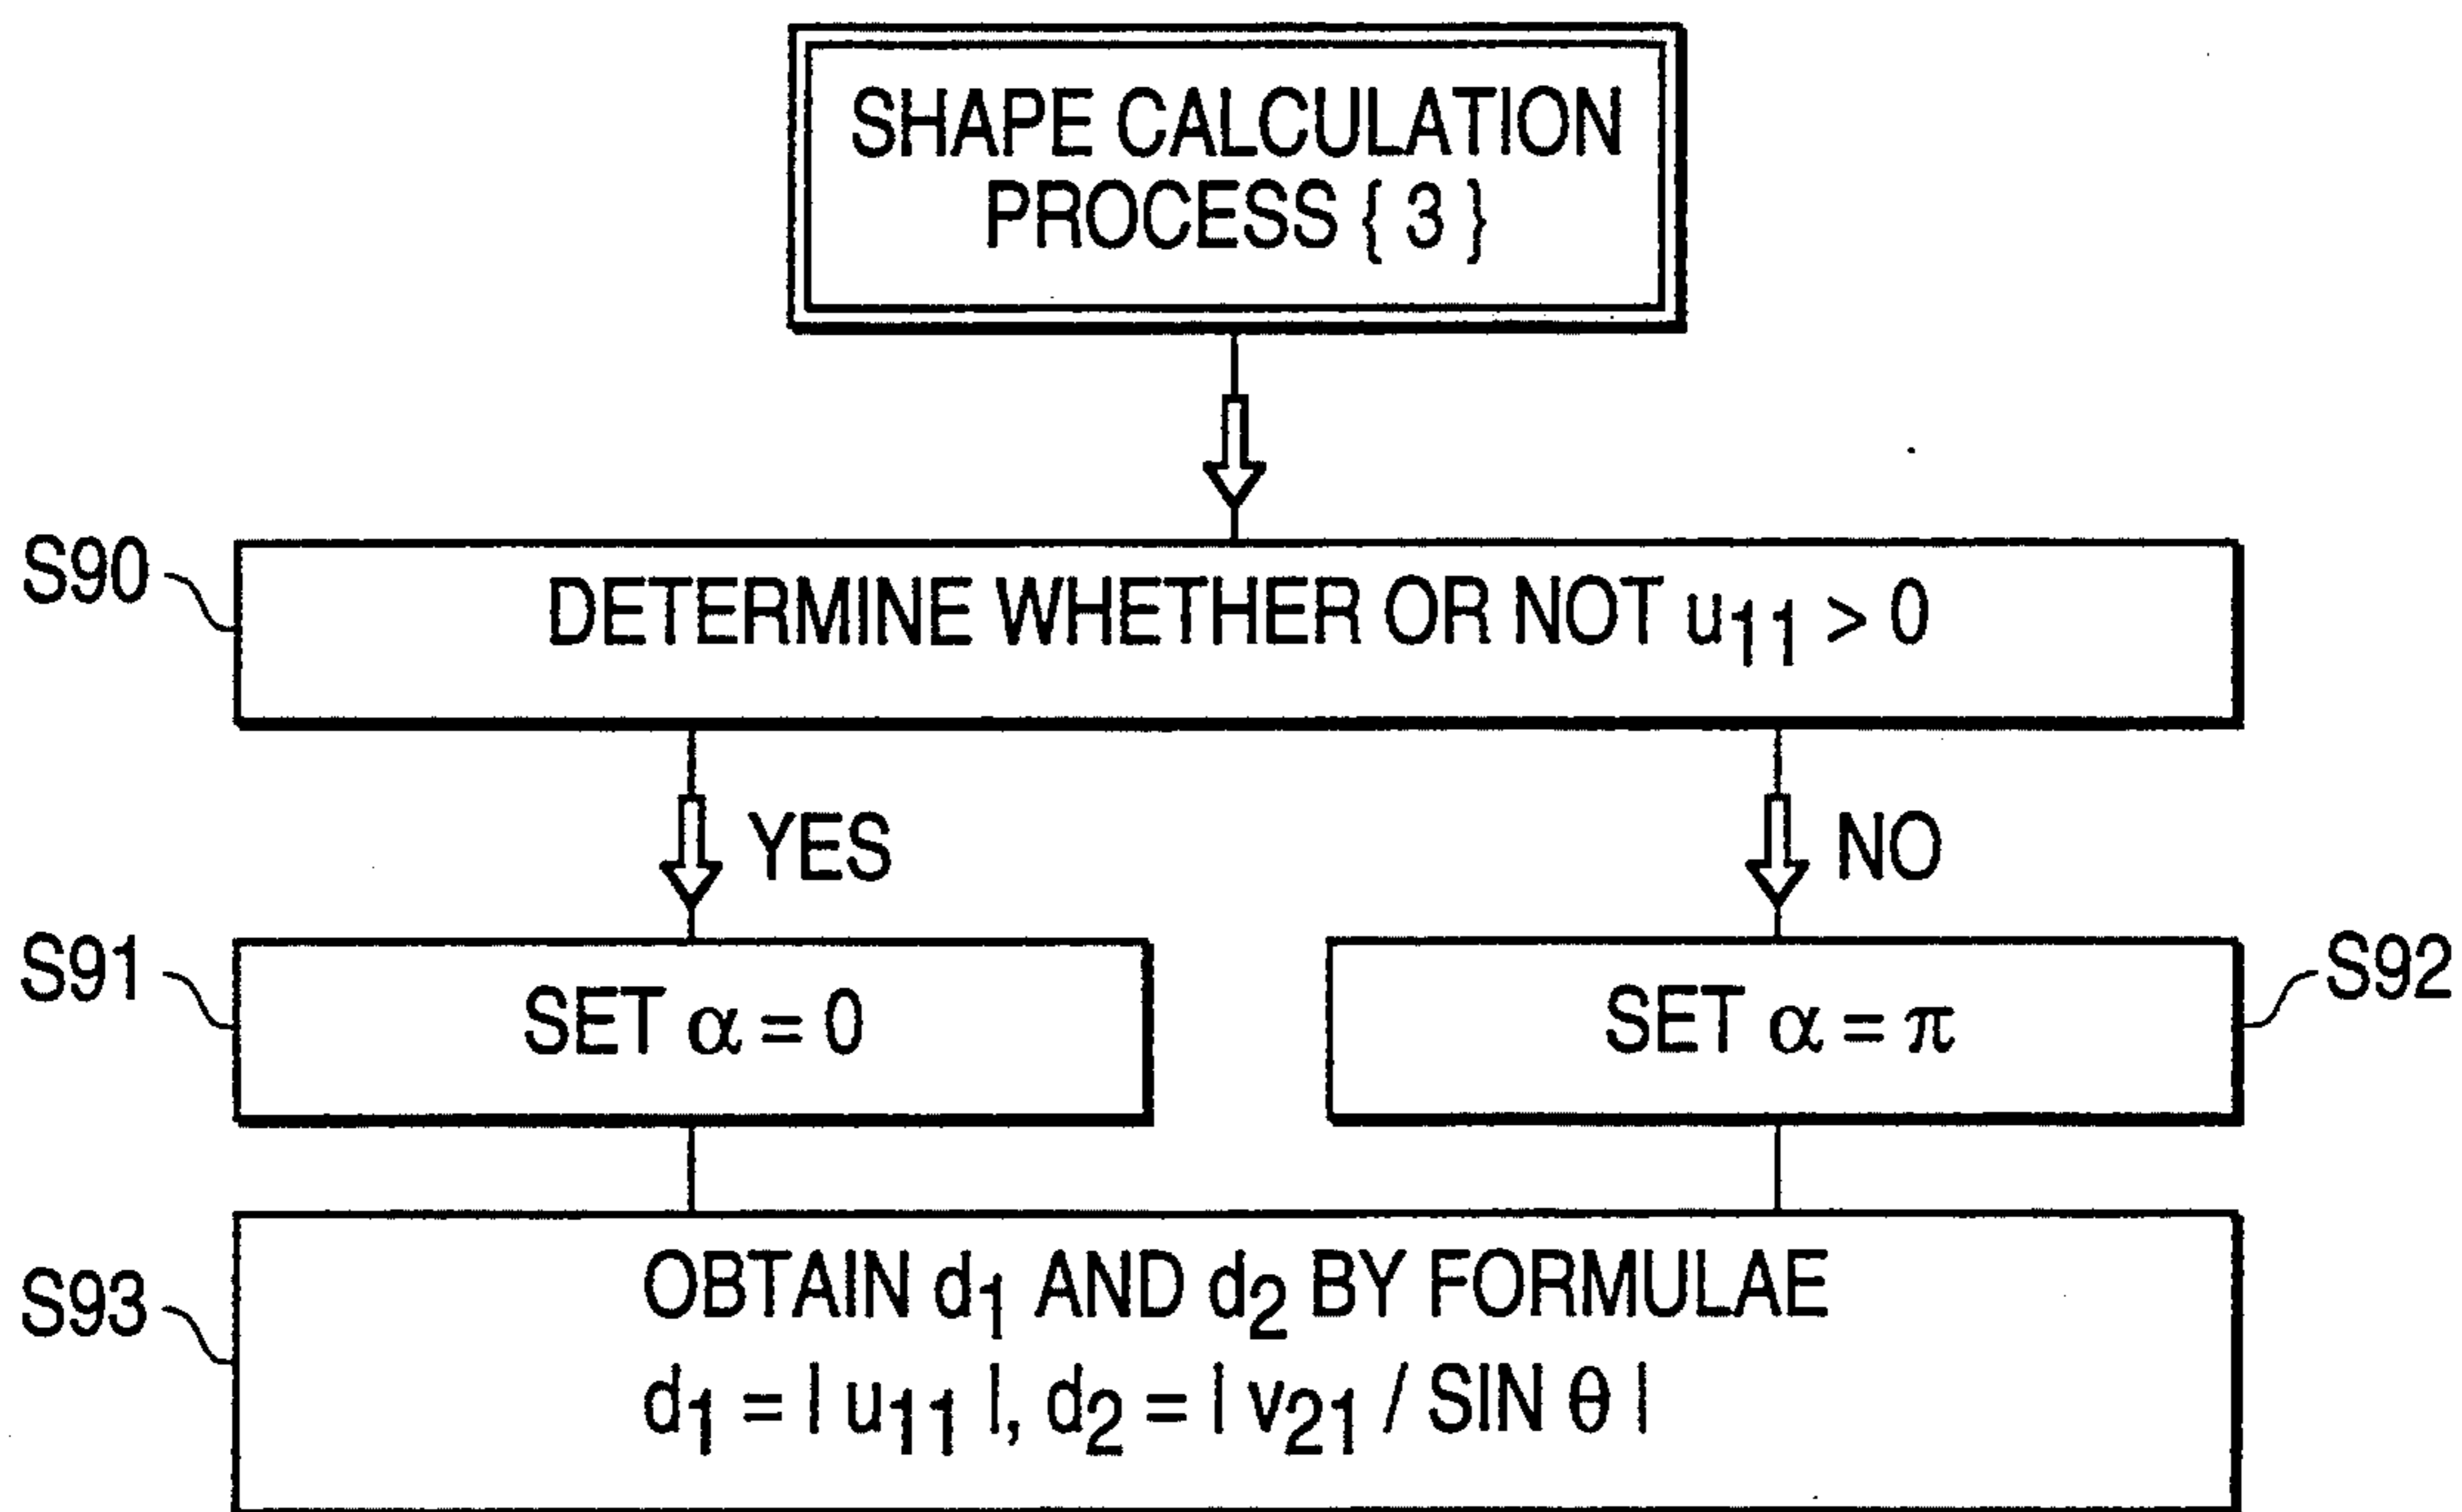 SHAPE CALCULATION
PROCESS { 3 }
S90
DETERMINE WHETHER OR NOT u₁₁ > 0
YES
NO
S91
SET α = 0
SET α = π
S92
S93
OBTAIN d₁ AND d₂ BY FORMULAE
d₁ = | u₁₁ |, d₂ = | v₂₁ / SIN θ |